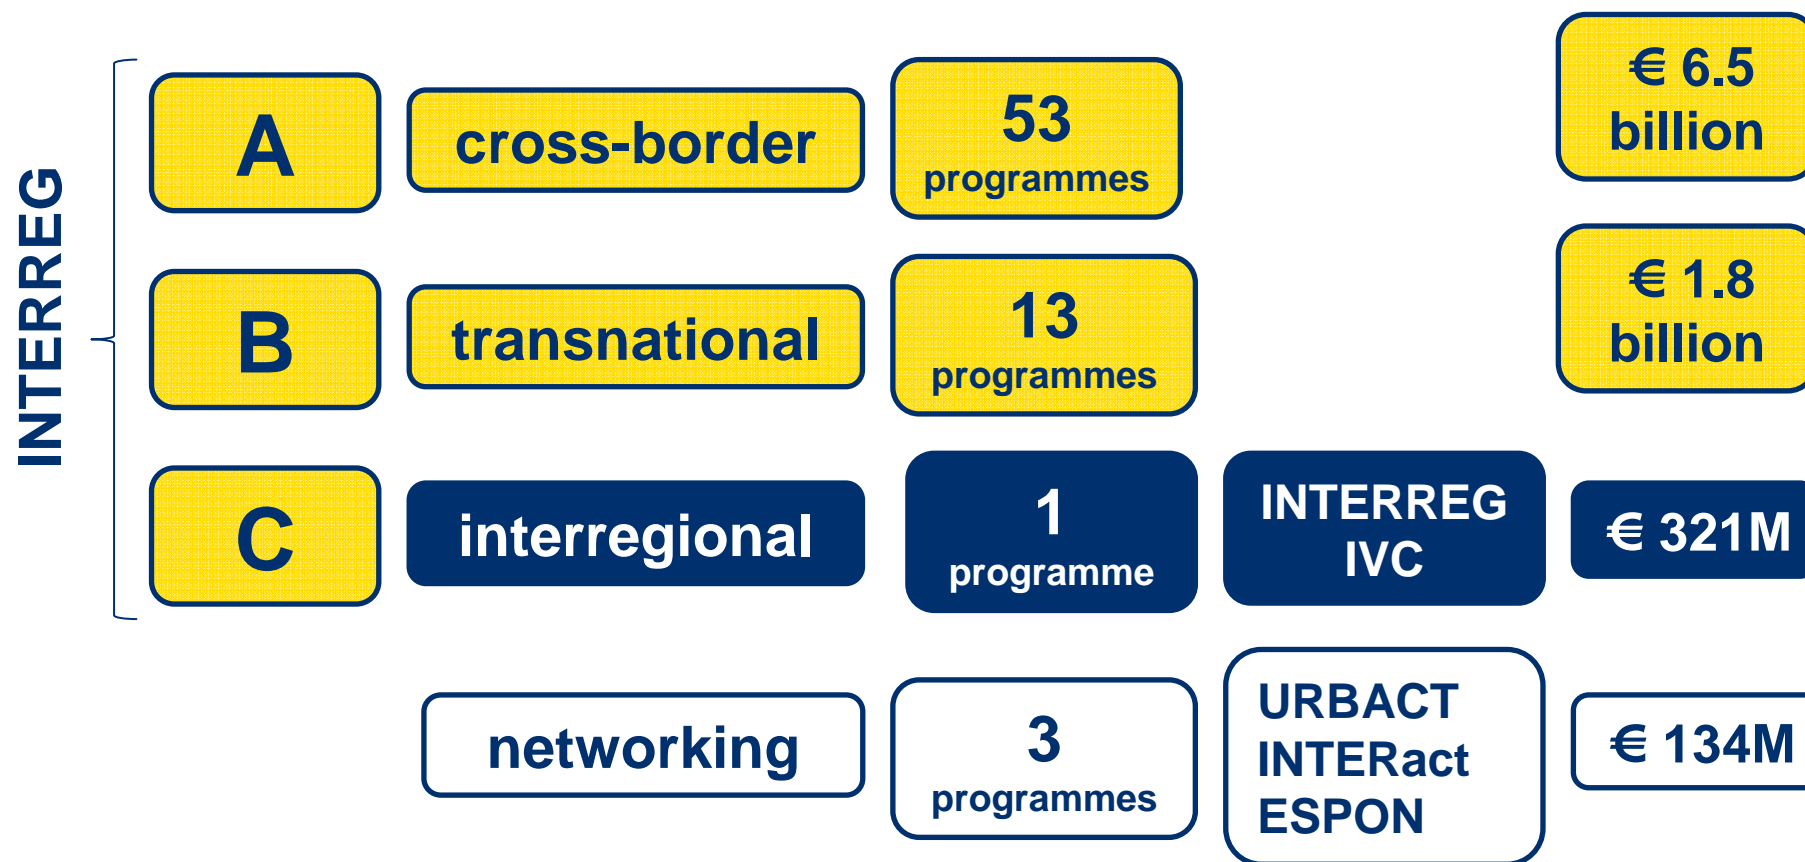 INTERREG
A
cross-border
53
programmes
€ 6.5
billion
B
transnational
13
programmes
€ 1.8
billion
C
interregional
1
programme
INTERREG
IVC
€ 321M
networking
3
programmes
URBACT
INTERact
ESPON
€ 134M